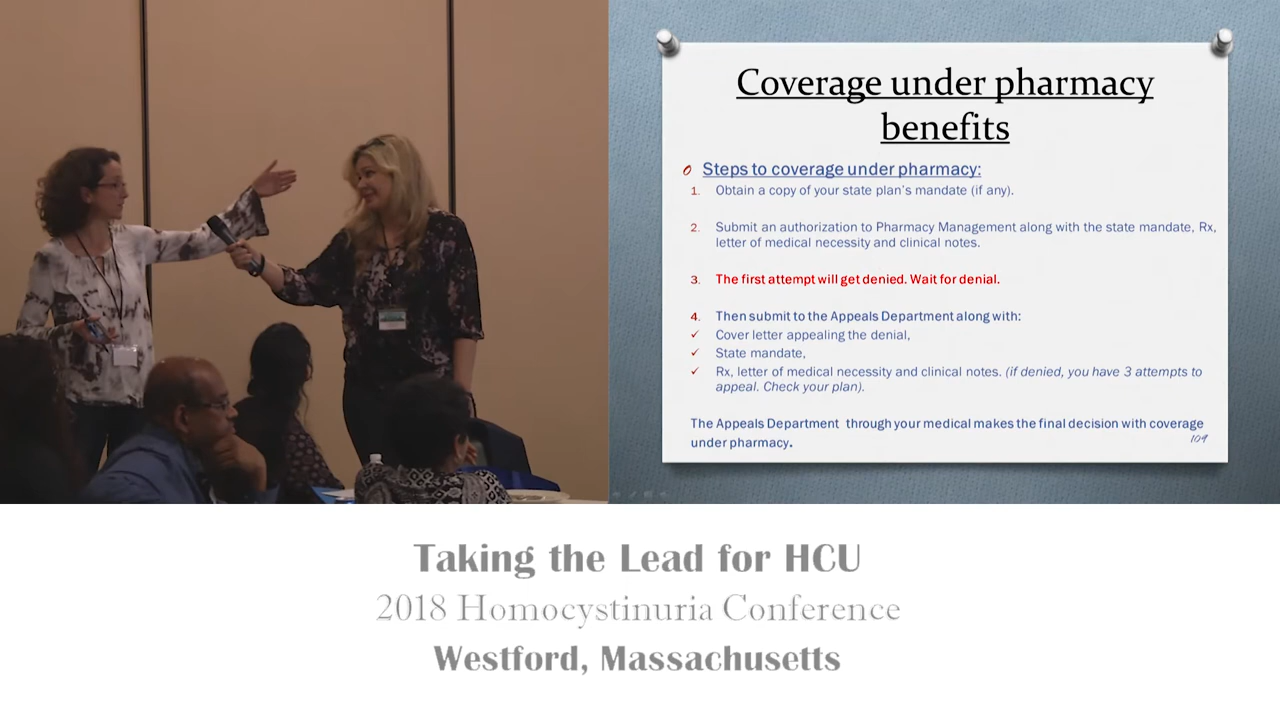 Coverage under pharmacy
benefits
Steps to coverage under pharmacy:
1. Obtain a copy of your state plan's mandate (if any).
2. Submit an authorization to Pharmacy Management along with the state mandate, Rx,
letter of medical necessity and clinical notes.
3. The first attempt will get denied. Wait for denial.
4. Then submit to the Appeals Department along with:
✓ Cover letter appealing the denial,
✓ State mandate,
✓ Rx, letter of medical necessity and clinical notes. (if denied, you have 3 attempts to
appeal. Check your plan).
The Appeals Department through your medical makes the final decision with coverage
under pharmacy.
109
Taking the Lead for HCU
2018 Homocystinuria Conference
Westford, Massachusetts